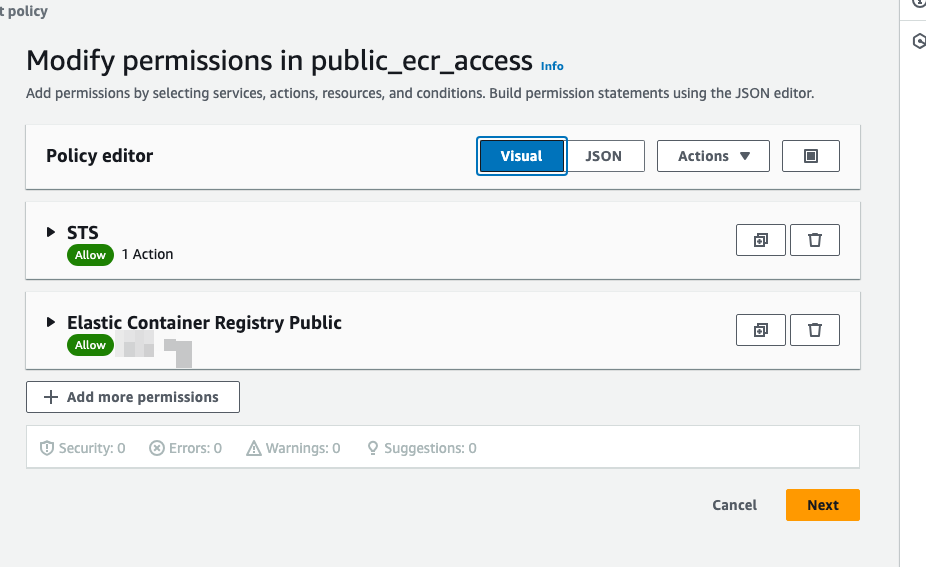 t policy
Modify permissions in public_ecr_access Info
Add permissions by selecting services, actions, resources, and conditions. Build permission statements using the JSON editor.
Policy editor
Visual
JSON
Actions
STS
Allow 1 Action
Elastic Container Registry Public
Allow
Add more permissions
Security: 0
Errors: 0
Warnings: 0
Suggestions: 0
Cancel
Next